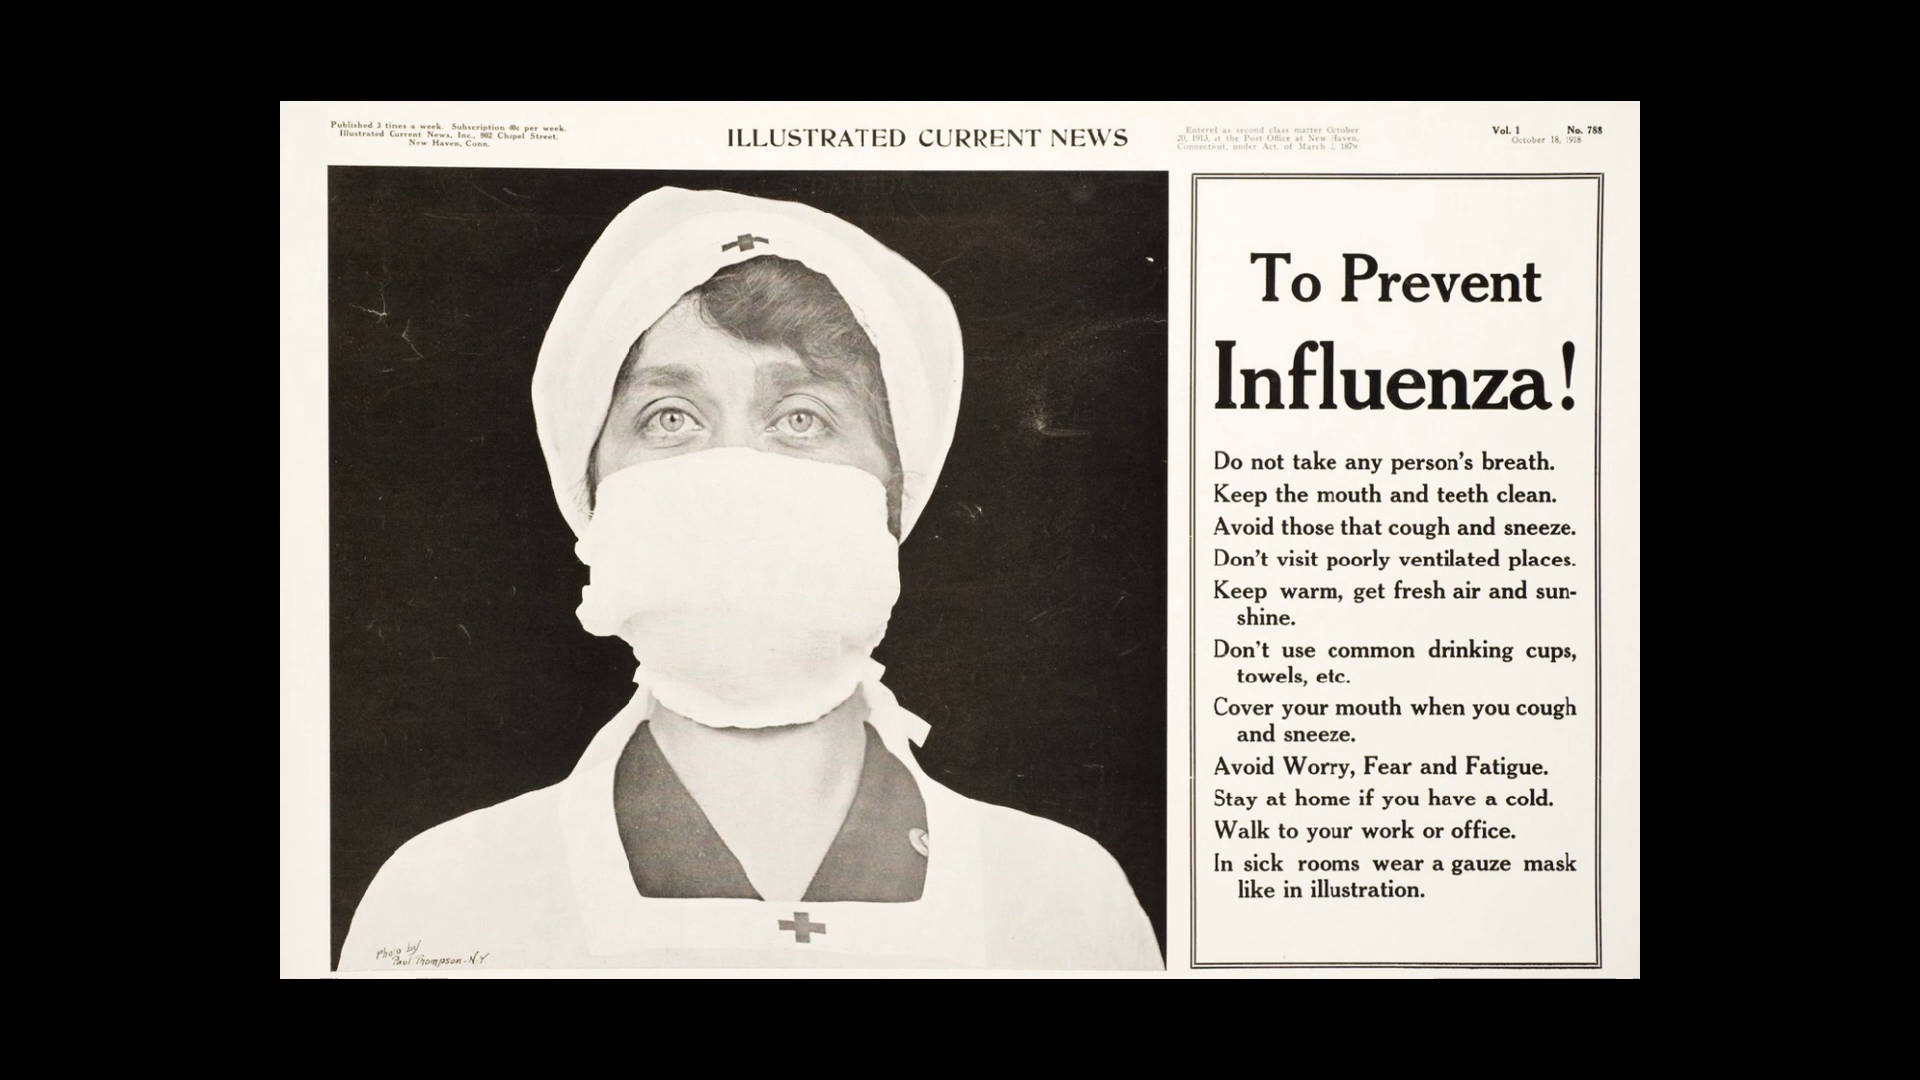 Published 3 times a week. Subscription 40c per week.
Illustrated Current News, Inc., 902 Chapel Street,
New Haven, Conn.
ILLUSTRATED CURRENT NEWS
Entered as second class matter October
20, 1913, at the Post Office at New Haven,
Connecticut, under Act. of March 3, 1879
Vol. 1 No. 788
October 18, 1918
To Prevent
Influenza!
Do not take any person's breath.
Keep the mouth and teeth clean.
Avoid those that cough and sneeze.
Don't visit poorly ventilated places.
Keep warm, get fresh air and sun-
shine.
Don't use common drinking cups,
towels, etc.
Cover your mouth when you cough
and sneeze.
Avoid Worry, Fear and Fatigue.
Stay at home if you have a cold.
Walk to your work or office.
In sick rooms wear a gauze mask
like in illustration.
Photo by
Paul Thompson - N.Y.